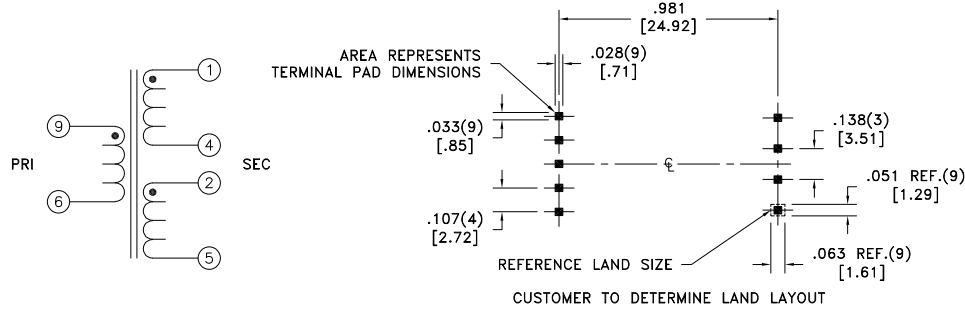 PRI
9
6
1
4
2
5
SEC
.981
[24.92]
AREA REPRESENTS
TERMINAL PAD DIMENSIONS
.028(9)
[.71]
.033(9)
[.85]
.107(4)
[2.72]
℄
.138(3)
[3.51]
.051 REF.(9)
[1.29]
.063 REF.(9)
[1.61]
REFERENCE LAND SIZE
CUSTOMER TO DETERMINE LAND LAYOUT